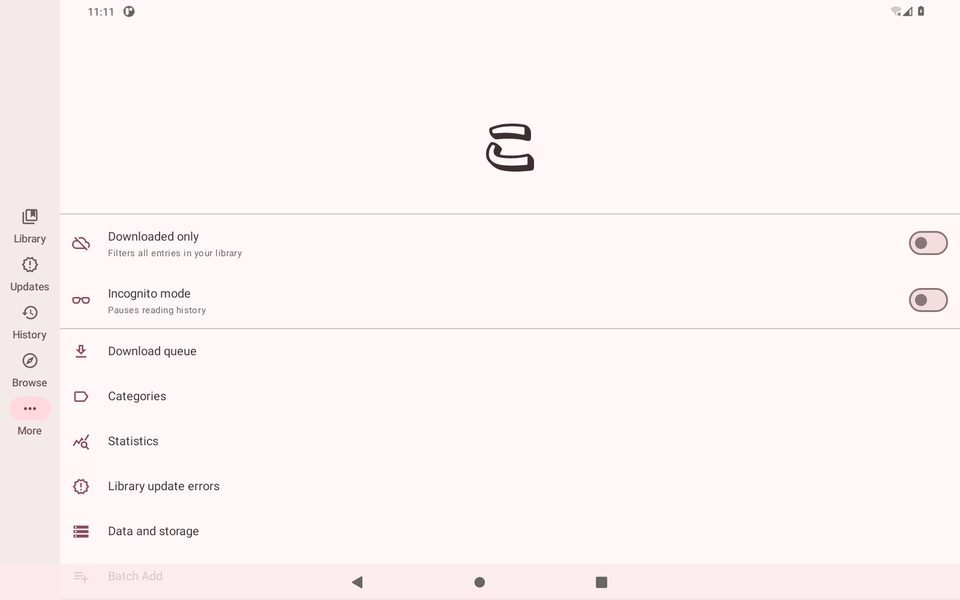 11:11
Library
Updates
History
Browse
More
Downloaded only
Filters all entries in your library
Incognito mode
Pauses reading history
Download queue
Categories
Statistics
Library update errors
Data and storage
Batch Add